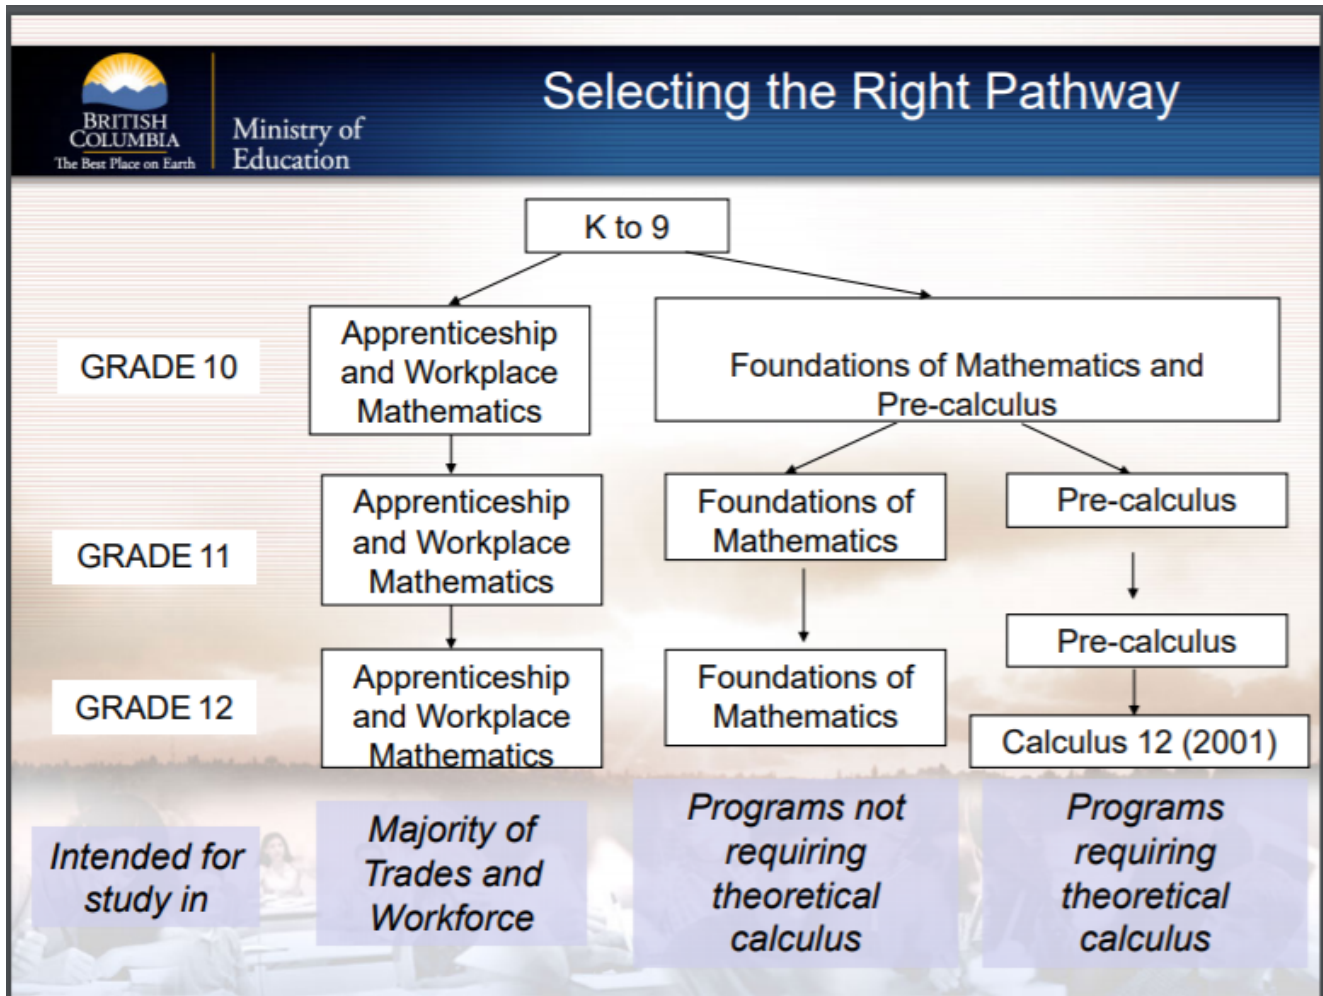 BRITISH
COLUMBIA
The Best Place on Earth
Ministry of
Education
Selecting the Right Pathway
K to 9
GRADE 10
Apprenticeship
and Workplace
Mathematics
Foundations of Mathematics and
Pre-calculus
GRADE 11
Apprenticeship
and Workplace
Mathematics
Foundations of
Mathematics
Pre-calculus
GRADE 12
Apprenticeship
and Workplace
Mathematics
Foundations of
Mathematics
Pre-calculus
Calculus 12 (2001)
Intended for
study in
Majority of
Trades and
Workforce
Programs not
requiring
theoretical
calculus
Programs
requiring
theoretical
calculus